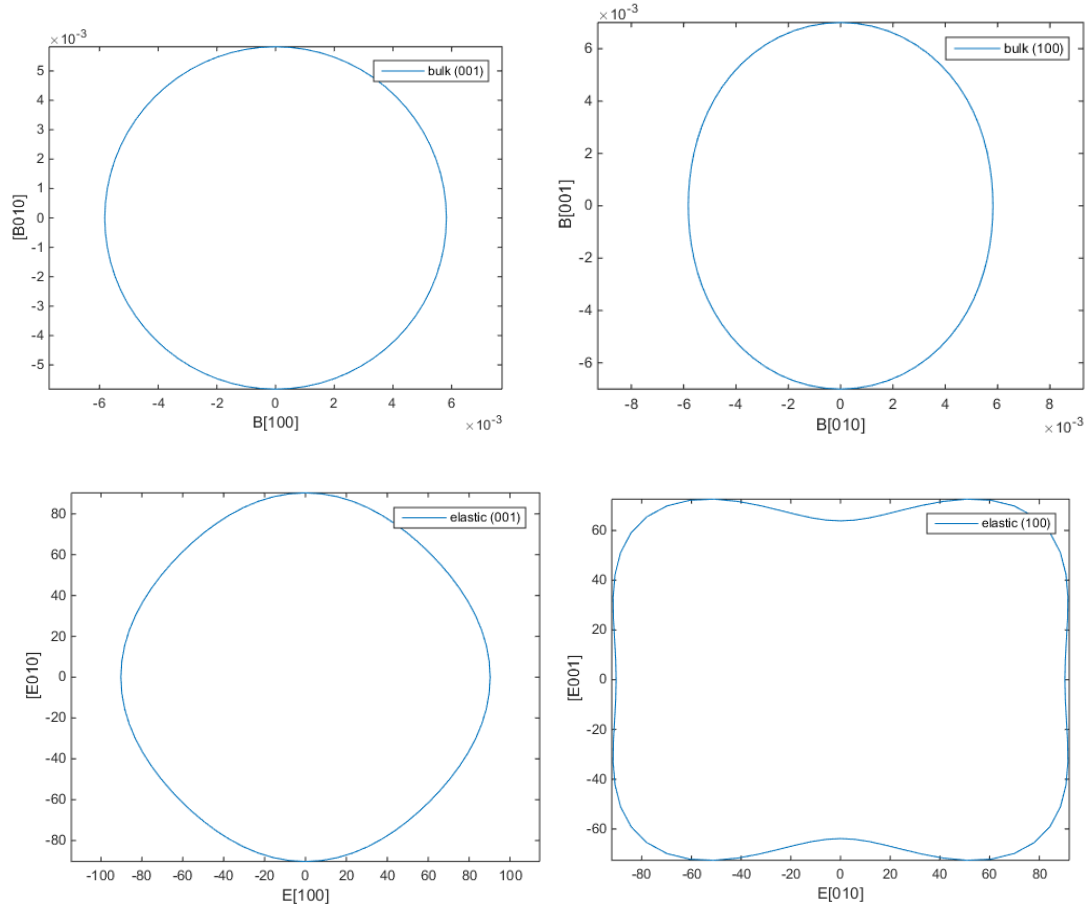 ×10⁻³
5
4
3
2
1
0
-1
-2
-3
-4
-5
-6 -4 -2 0 2 4 6
×10⁻³
B[100]
[B010]
bulk (001)
×10⁻³
6
4
2
0
-2
-4
-6
-8 -6 -4 -2 0 2 4 6 8
×10⁻³
B[010]
B[001]
bulk (100)
80
60
40
20
0
-20
-40
-60
-80
-100 -80 -60 -40 -20 0 20 40 60 80 100
E[100]
[E010]
elastic (001)
60
40
20
0
-20
-40
-60
-80 -60 -40 -20 0 20 40 60 80
E[010]
[E001]
elastic (100)